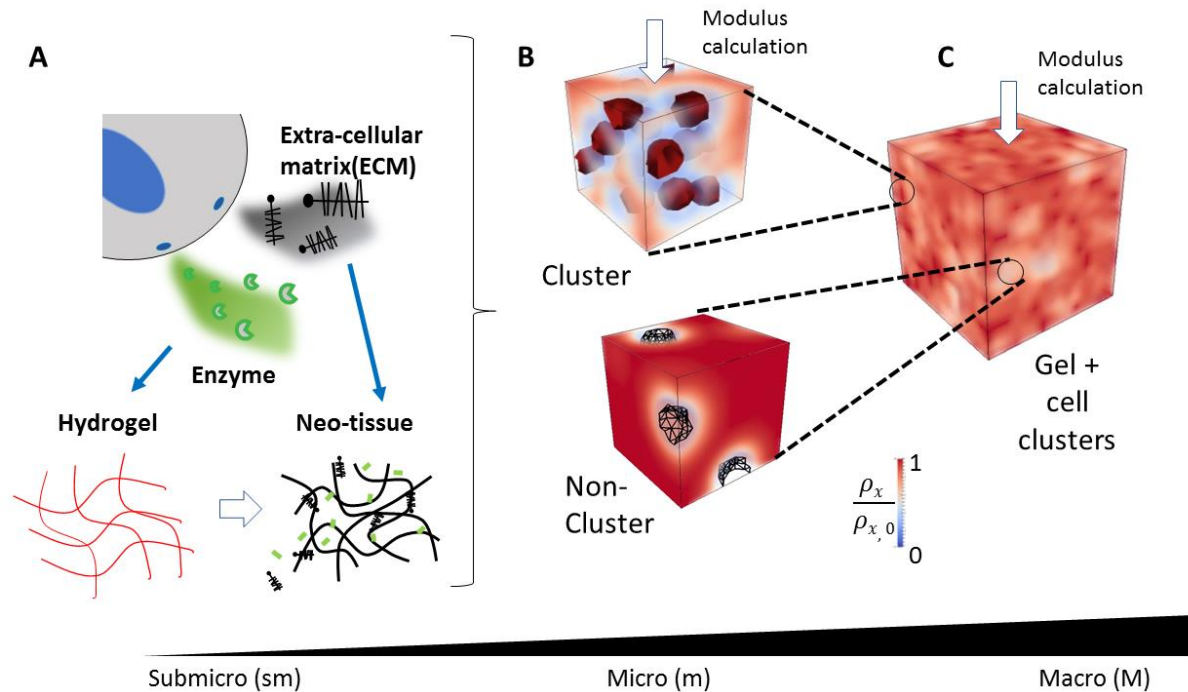 A
Extra-cellular
matrix(ECM)
Enzyme
Hydrogel
Neo-tissue
B
Modulus
calculation
Cluster
Non-
Cluster
C
Modulus
calculation
Gel +
cell
clusters
ρx
ρx, 0
1
0
Submicro (sm)
Micro (m)
Macro (M)